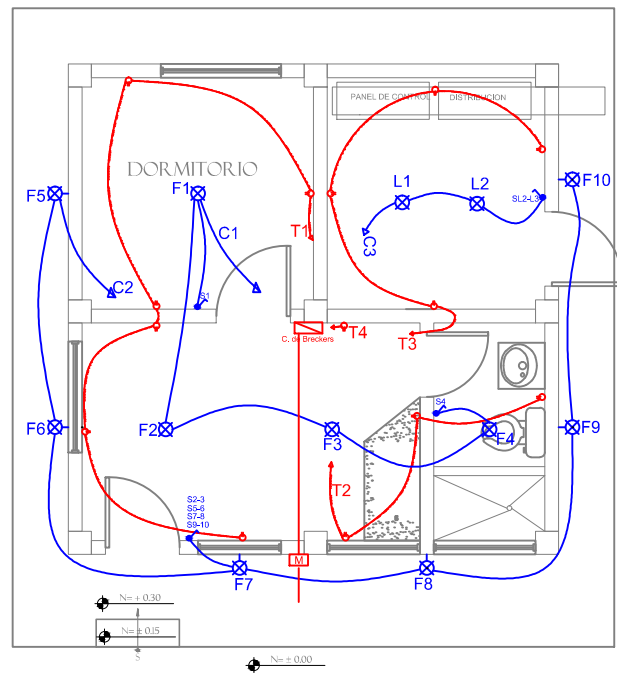 PANEL DE CONTROL
DISTRIBUCION
DORMITORIO
F5
F1
L1
L2
SL2-L3
F10
T1
C1
C3
C2
S1
C. de Breckers
T4
T3
S4
F6
F2
F3
F4
F9
T2
S2-3
S5-6
S7-8
S9-10
M
F7
F8
N= + 0.30
N= ± 0.15
S
N= ± 0.00